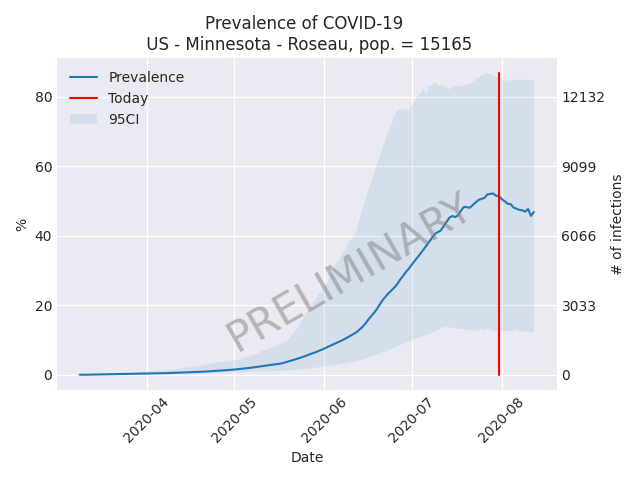 Prevalence of COVID-19
US - Minnesota - Roseau, pop. = 15165
Prevalence
Today
95CI
80
60
40
20
0
%
12132
9099
6066
3033
0
# of infections
PRELIMINARY
2020-04
2020-05
2020-06
2020-07
2020-08
Date